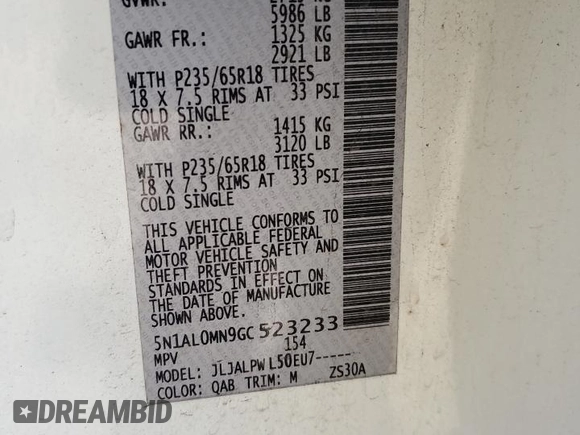 GVWR:
5986 LB
GAWR FR.: 1325 KG
2921 LB
WITH P235/65R18 TIRES
18 X 7.5 RIMS AT 33 PSI
COLD SINGLE
GAWR RR.: 1415 KG
3120 LB
WITH P235/65R18 TIRES
18 X 7.5 RIMS AT 33 PSI
COLD SINGLE
THIS VEHICLE CONFORMS TO
ALL APPLICABLE FEDERAL
MOTOR VEHICLE SAFETY AND
THEFT PREVENTION
STANDARDS IN EFFECT ON
THE DATE OF MANUFACTURE
5N1AL0MN9GC523233
MPV 154
MODEL: JLJALPWL50EU7-----
COLOR: QAB TRIM: M ZS30A
DREAMBID